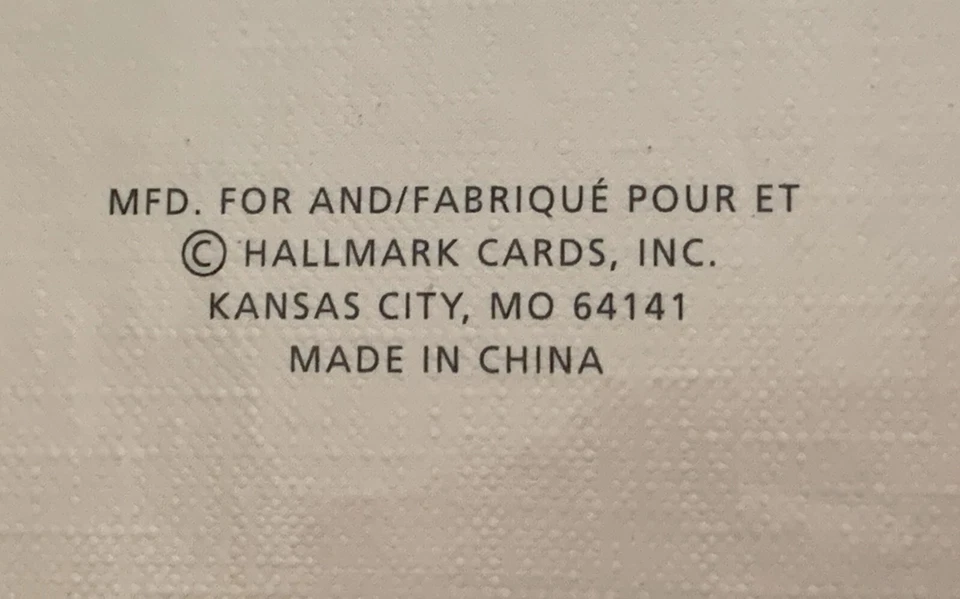 MFD. FOR AND/FABRIQUÉ POUR ET
© HALLMARK CARDS, INC.
KANSAS CITY, MO 64141
MADE IN CHINA